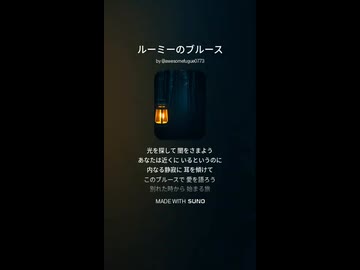 ルーミーのブルース
by @awesomefugue0773
光を探して 闇をさまよう
あなたは近くに いるというのに
内なる静寂に 耳を傾けて
このブルースで 愛を語ろう
別れた時から 始まる旅
MADE WITH SUNO